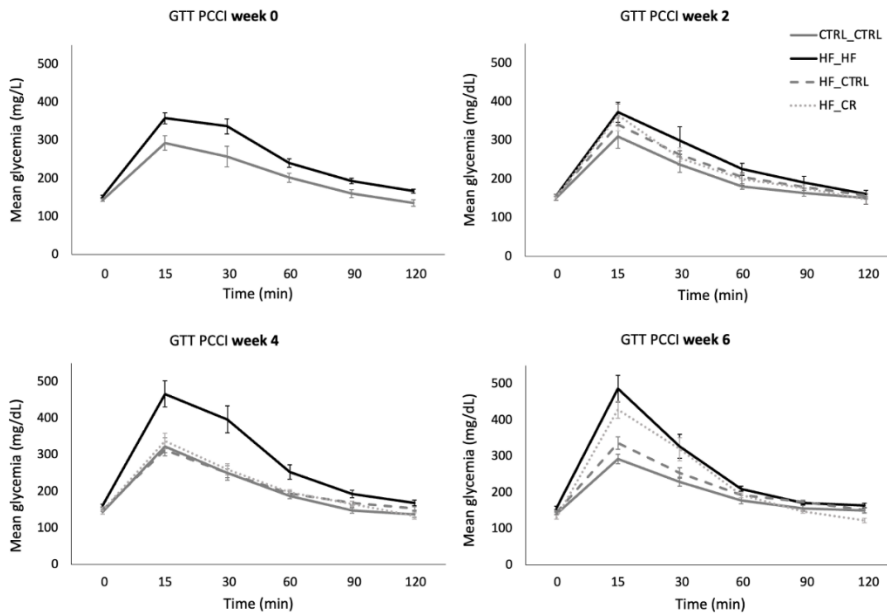 GTT PCCI week 0
Mean glycemia (mg/L)
500
400
300
200
100
0
0 15 30 60 90 120
Time (min)
GTT PCCI week 2
Mean glycemia (mg/dL)
500
400
300
200
100
0
0 15 30 60 90 120
Time (min)
CTRL_CTRL
HF_HF
HF_CTRL
HF_CR
GTT PCCI week 4
Mean glycemia (mg/dL)
500
400
300
200
100
0
0 15 30 60 90 120
Time (min)
GTT PCCI week 6
Mean glycemia (mg/dL)
500
400
300
200
100
0
0 15 30 60 90 120
Time (min)